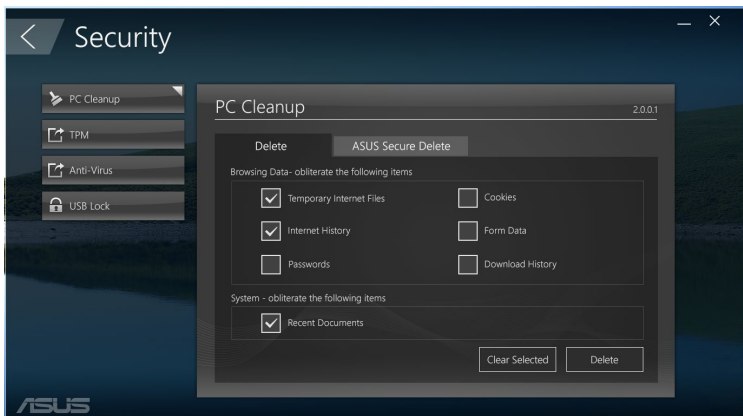 Security
PC Cleanup
TPM
Anti-Virus
USB Lock
PC Cleanup 2.0.0.1
Delete ASUS Secure Delete
Browsing Data- obliterate the following items
Temporary Internet Files Cookies
Internet History Form Data
Passwords Download History
System - obliterate the following items
Recent Documents
Clear Selected Delete
ASUS